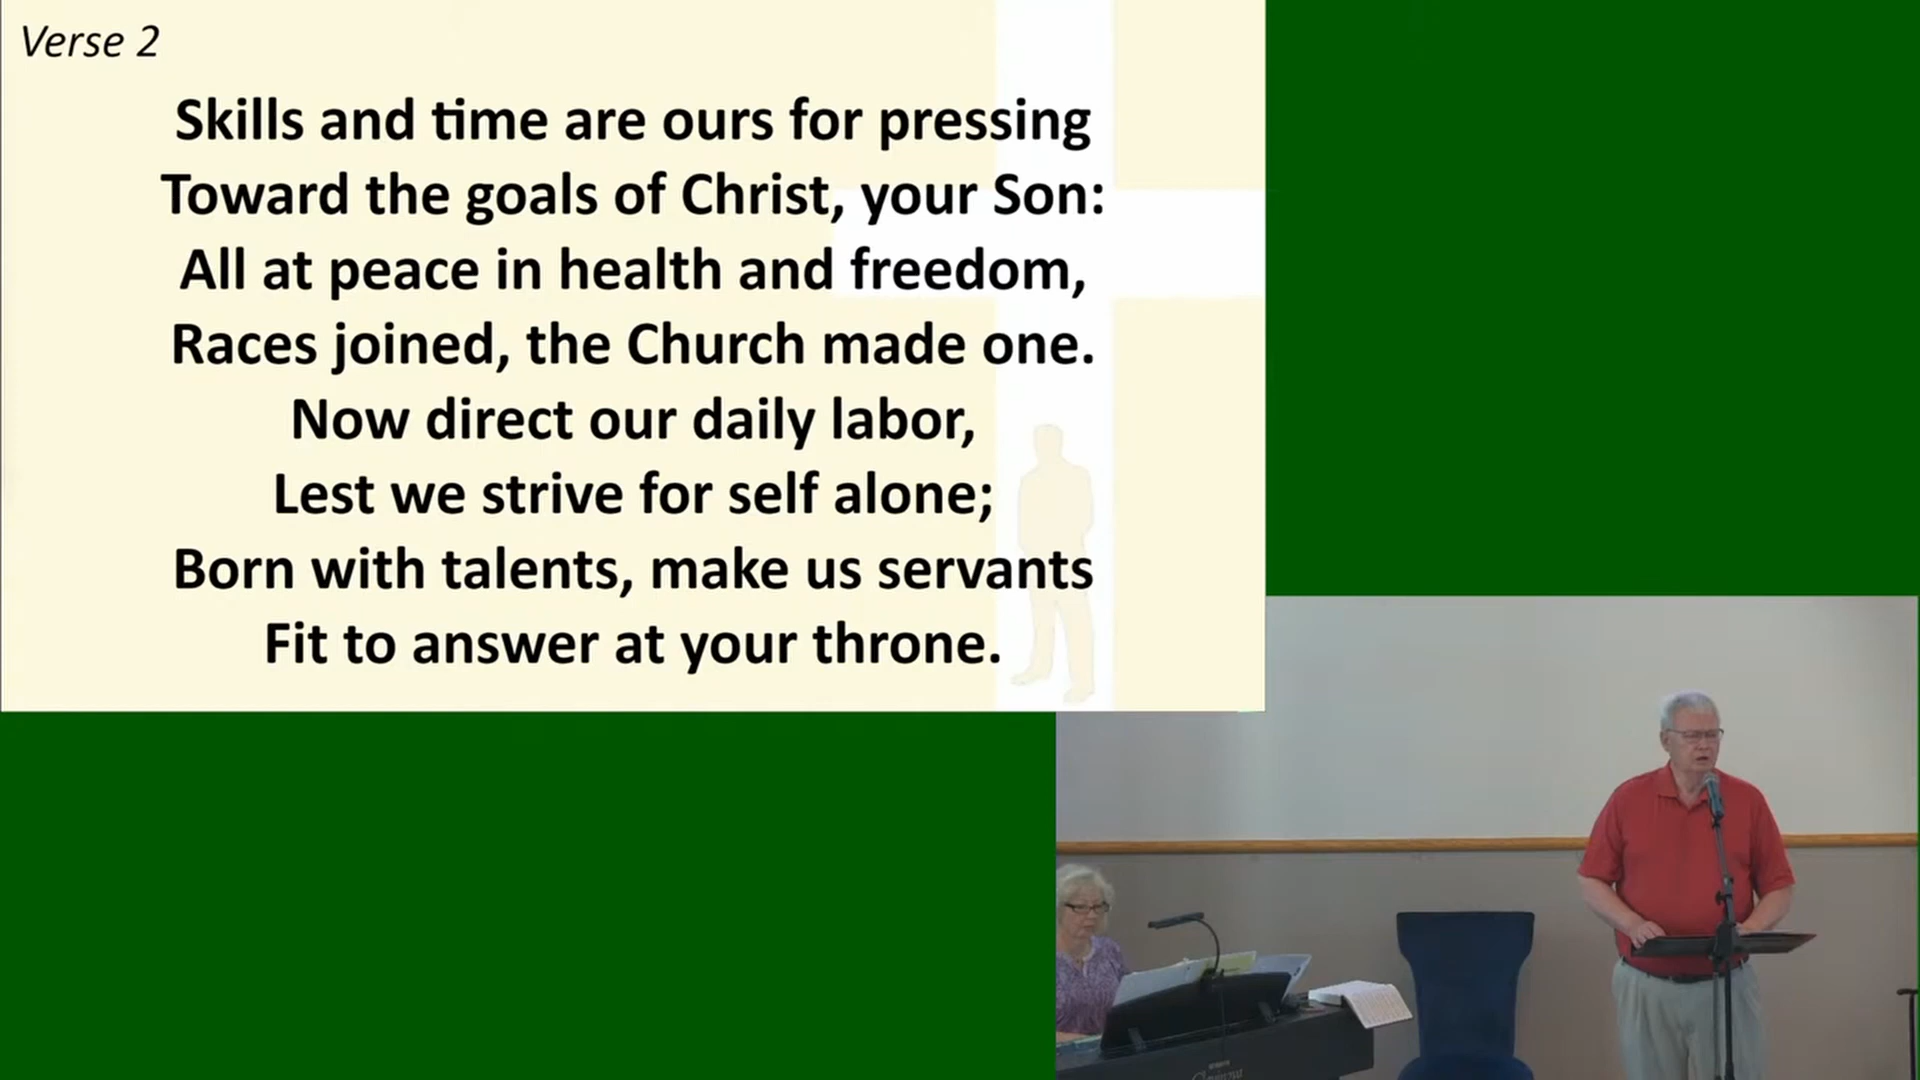 Verse 2
Skills and time are ours for pressing
Toward the goals of Christ, your Son:
All at peace in health and freedom,
Races joined, the Church made one.
Now direct our daily labor,
Lest we strive for self alone;
Born with talents, make us servants
Fit to answer at your throne.